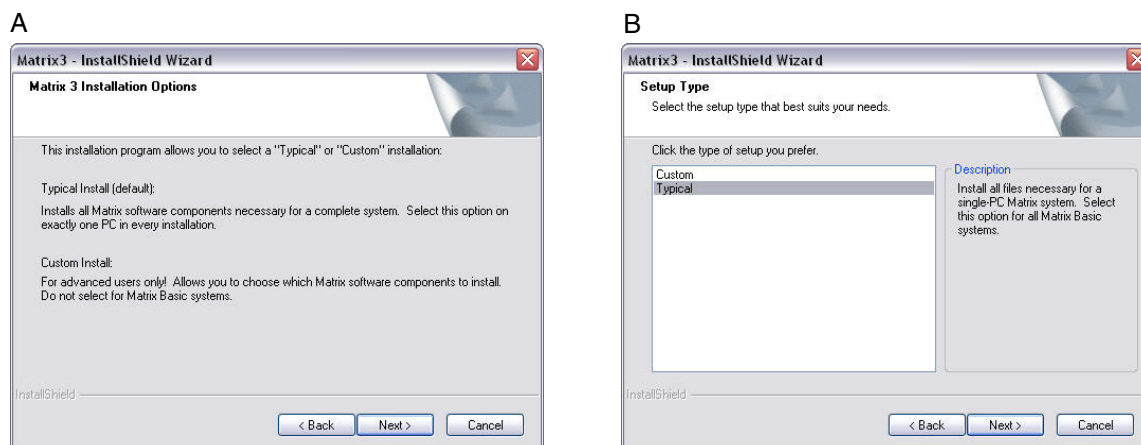 A
Matrix3 - InstallShield Wizard
Matrix 3 Installation Options
This installation program allows you to select a "Typical" or "Custom" installation:
Typical Install (default):
Installs all Matrix software components necessary for a complete system. Select this option on
exactly one PC in every installation.
Custom Install:
For advanced users only! Allows you to choose which Matrix software components to install.
Do not select for Matrix Basic systems.
InstallShield
< Back
Next >
Cancel
B
Matrix3 - InstallShield Wizard
Setup Type
Select the setup type that best suits your needs.
Click the type of setup you prefer.
Custom
Typical
Description
Install all files necessary for a
single-PC Matrix system. Select
this option for all Matrix Basic
systems.
InstallShield
< Back
Next >
Cancel